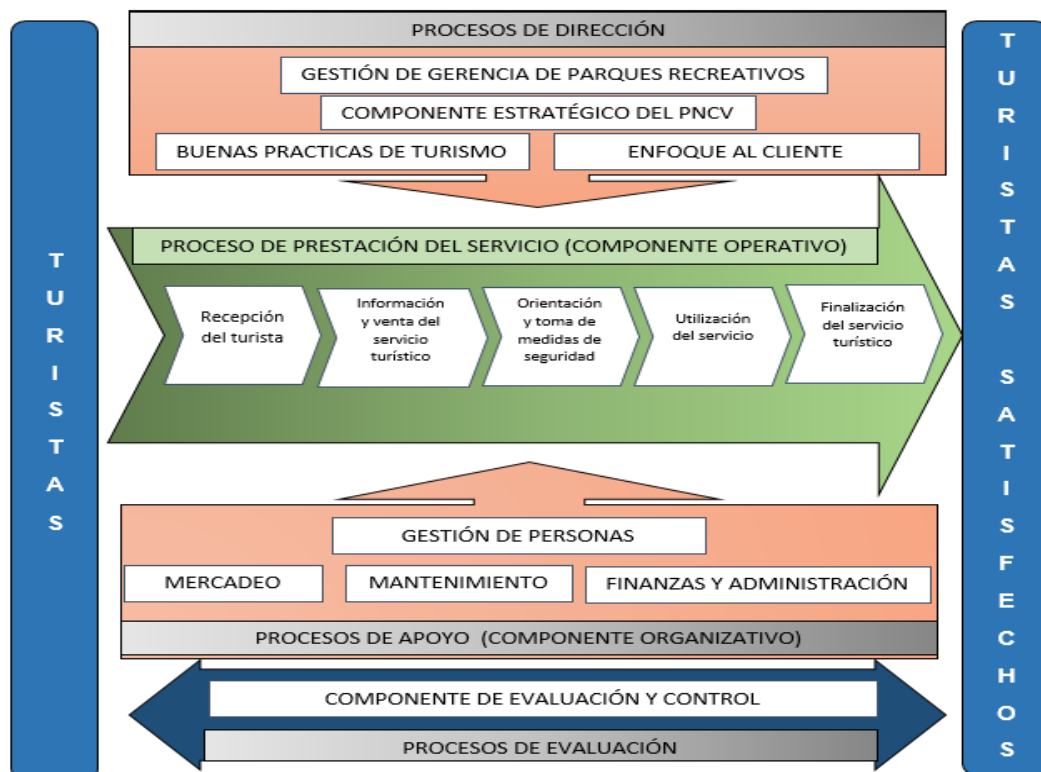 PROCESOS DE DIRECCIÓN
GESTIÓN DE GERENCIA DE PARQUES RECREATIVOS
COMPONENTE ESTRATÉGICO DEL PNCV
BUENAS PRACTICAS DE TURISMO
ENFOQUE AL CLIENTE
TURISTAS
PROCESO DE PRESTACIÓN DEL SERVICIO (COMPONENTE OPERATIVO)
Recepción
del turista
Información
y venta del
servicio
turístico
Orientación
y toma de
medidas de
seguridad
Utilización
del servicio
Finalización
del servicio
turístico
GESTIÓN DE PERSONAS
MERCADEO
MANTENIMIENTO
FINANZAS Y ADMINISTRACIÓN
PROCESOS DE APOYO (COMPONENTE ORGANIZATIVO)
COMPONENTE DE EVALUACIÓN Y CONTROL
PROCESOS DE EVALUACIÓN
TURISTAS SATISFECHOS